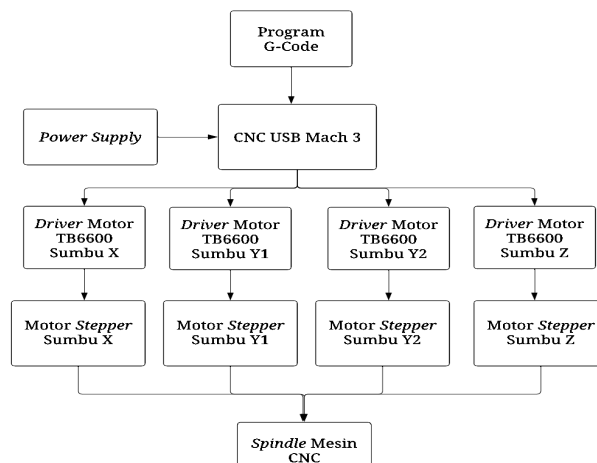 Program
G-Code
Power Supply
CNC USB Mach 3
Driver Motor
TB6600
Sumbu X
Driver Motor
TB6600
Sumbu Y1
Driver Motor
TB6600
Sumbu Y2
Driver Motor
TB6600
Sumbu Z
Motor Stepper
Sumbu X
Motor Stepper
Sumbu Y1
Motor Stepper
Sumbu Y2
Motor Stepper
Sumbu Z
Spindle Mesin
CNC